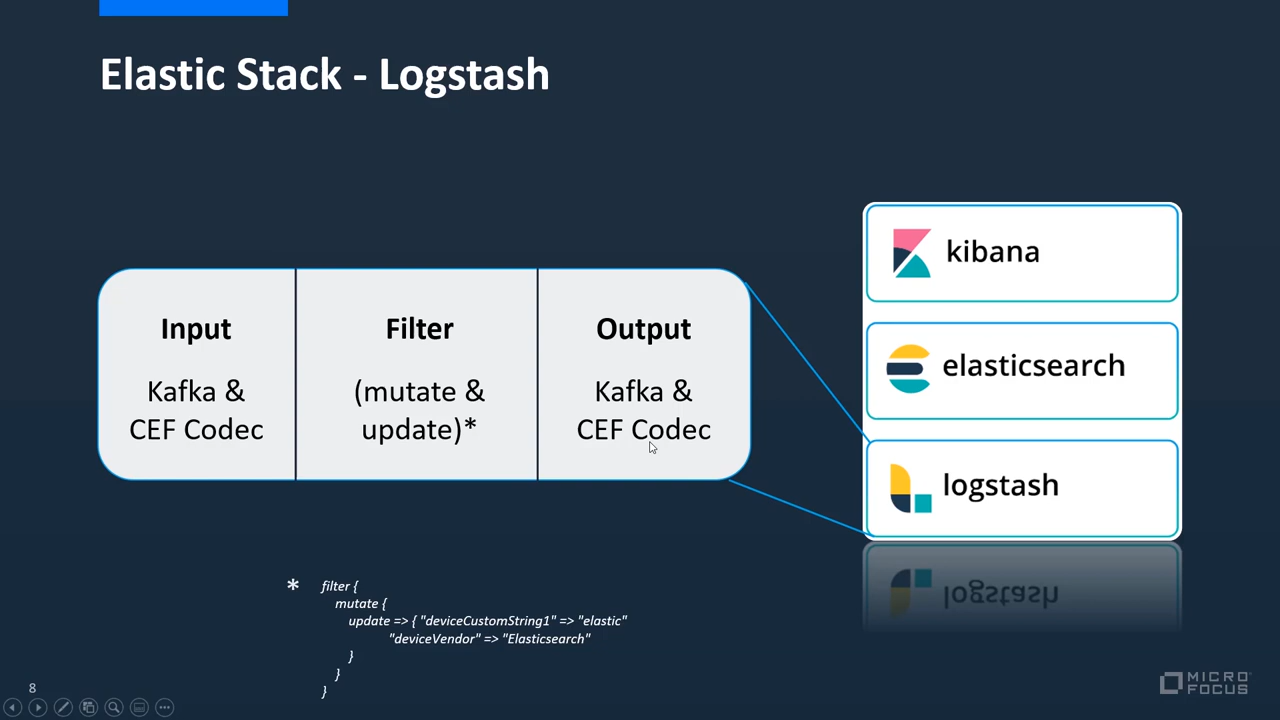 Elastic Stack - Logstash
Input
Kafka &
CEF Codec
Filter
(mutate &
update)*
Output
Kafka &
CEF Codec
kibana
elasticsearch
logstash
logstash
* filter {
mutate {
update => { "deviceCustomString1" => "elastic"
"deviceVendor" => "Elasticsearch"
}
}
}
8
MICRO
FOCUS